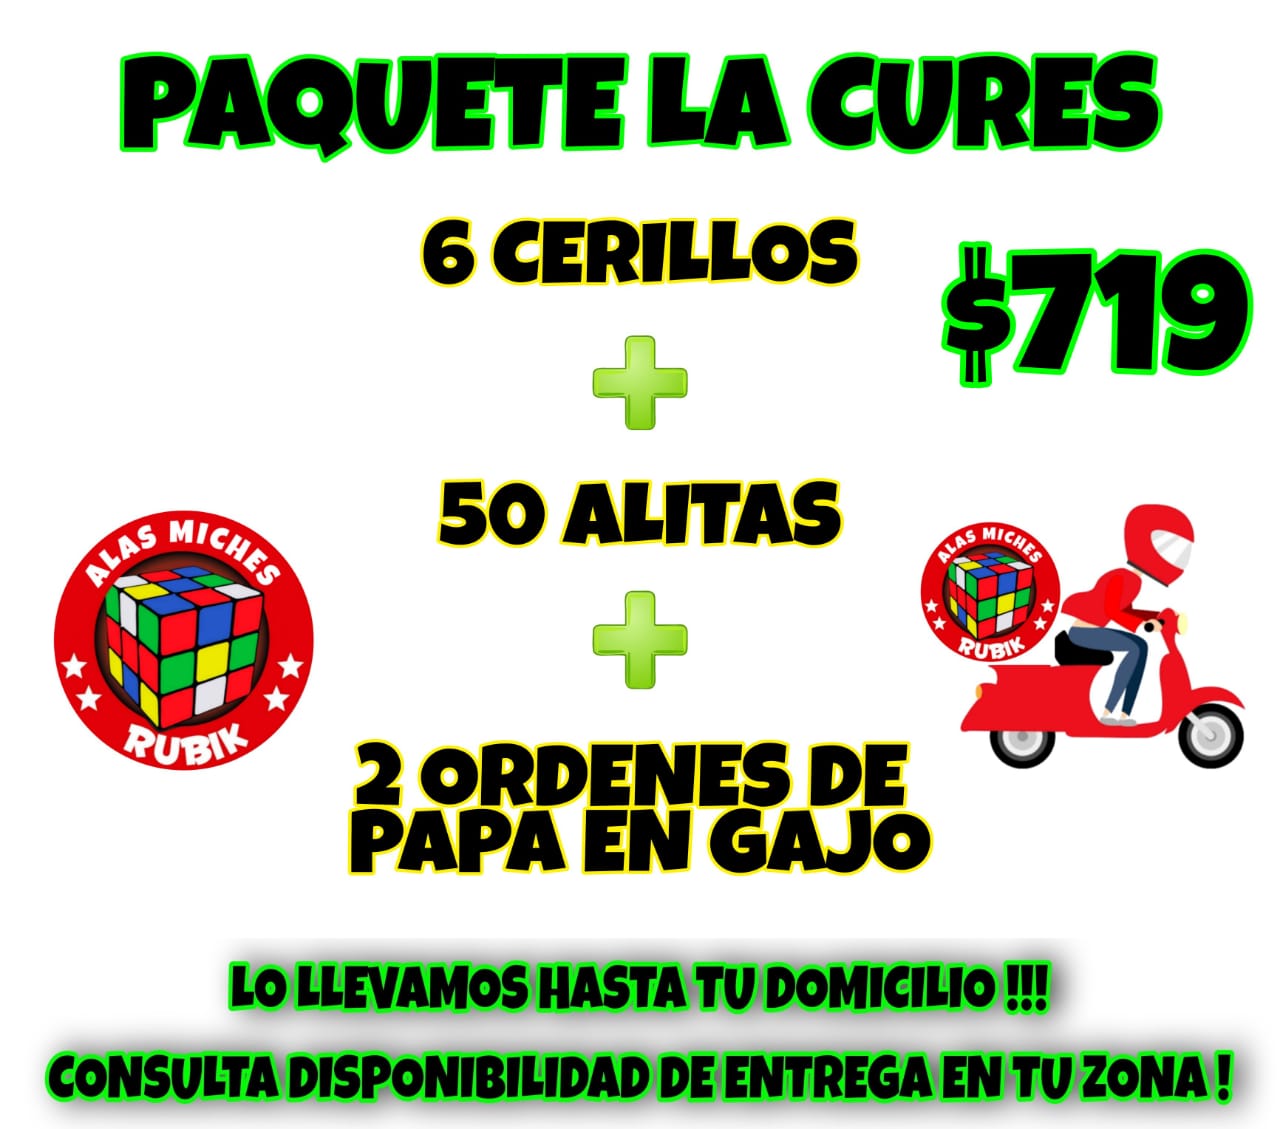 PAQUETE LA CURES
6 CERILLOS
$719
50 ALITAS
ALAS MICHES
RUBIK
ALAS MICHES
RUBIK
2 ORDENES DE
PAPA EN GAJO
LO LLEVAMOS HASTA TU DOMICILIO !!!
CONSULTA DISPONIBILIDAD DE ENTREGA EN TU ZONA !